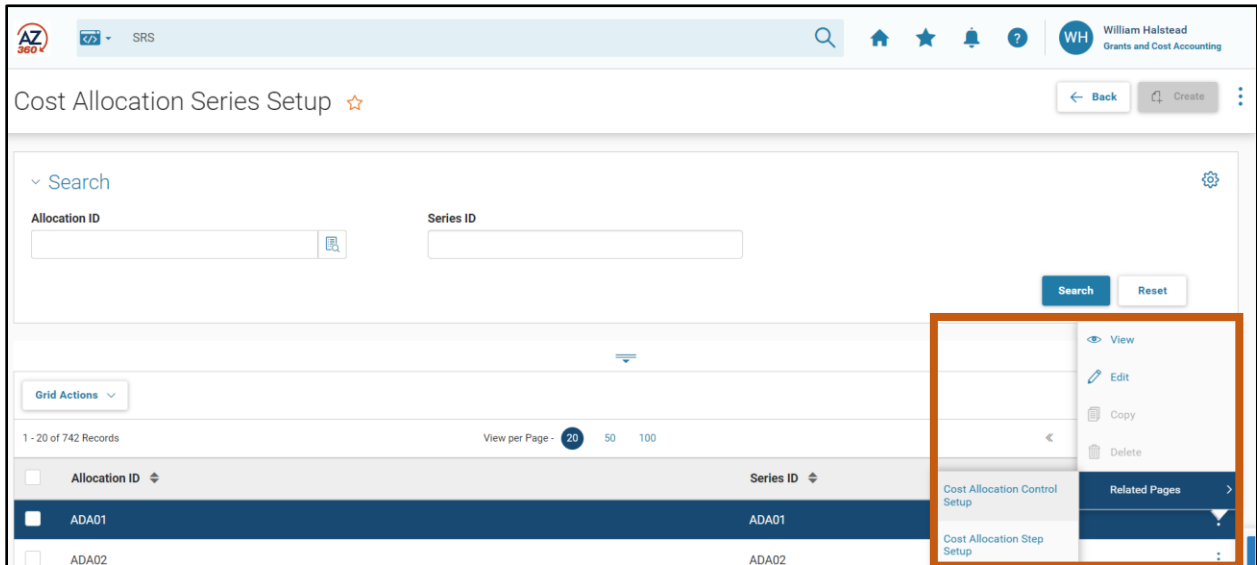 AZ
360
</>
SRS
?
WH
William Halstead
Grants and Cost Accounting
Cost Allocation Series Setup
Back
Create
Search
Allocation ID
Series ID
Search
Reset
View
Edit
Copy
Delete
Related Pages
Cost Allocation Control
Setup
Cost Allocation Step
Setup
Grid Actions
1 - 20 of 742 Records
View per Page - 20 50 100
Allocation ID
Series ID
ADA01
ADA01
ADA02
ADA02